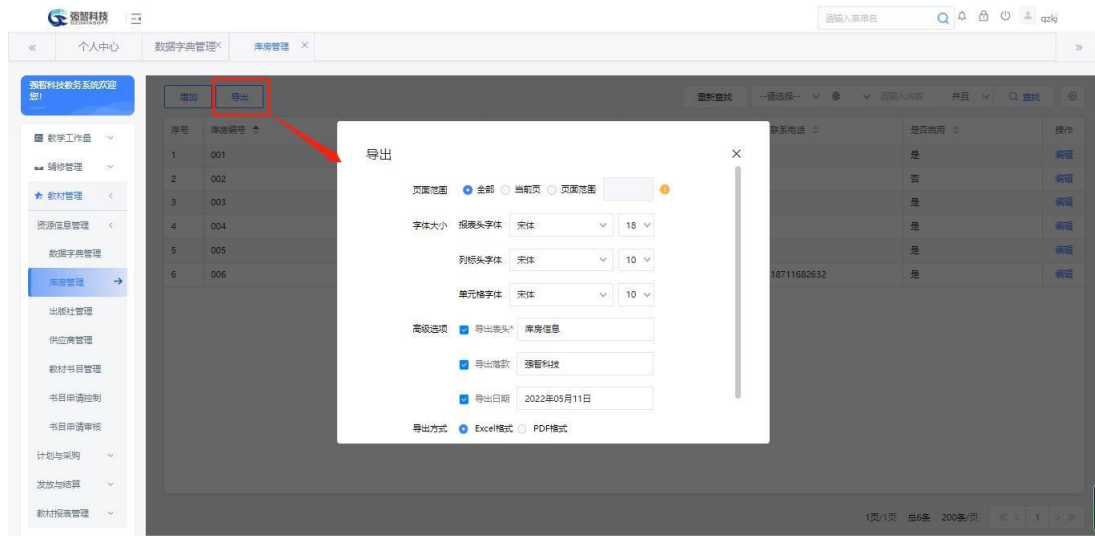 强智科技
QZDATASOFT
请输入菜单名
qzkj
个人中心
数据字典管理
库房管理
强智科技教务系统欢迎
您!
增加
导出
重新查找
--请选择--
像
请输入内容
并且
查找
教学工作量
辅修管理
教材管理
资源信息管理
数据字典管理
库房管理
出版社管理
供应商管理
教材书目管理
书目申请控制
书目申请审核
计划与采购
发放与结算
教材报表管理
序号 库房编号 联系电话 是否启用 操作
1 001 是 编辑
2 002 否 编辑
3 003 是 编辑
4 004 是 编辑
5 005 是 编辑
6 006 18711682632 是 编辑
导出
页面范围 全部 当前页 页面范围
字体大小 报表头字体 宋体 18
列标头字体 宋体 10
单元格字体 宋体 10
高级选项 导出表头* 库房信息
导出落款 强智科技
导出日期 2022年05月11日
导出方式 Excel格式 PDF格式
1页/1页 总6条 200条/页 1